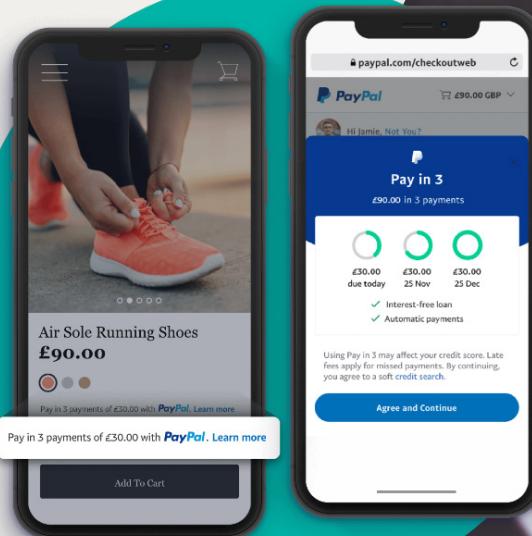 Air Sole Running Shoes
£90.00
Pay in 3 payments of £30.00 with PayPal. Learn more
Pay in 3 payments of £30.00 with PayPal. Learn more
Add To Cart
paypal.com/checkoutweb
PayPal
£90.00 GBP
Hi Jamie, Not You?
Pay in 3
£90.00 in 3 payments
£30.00 £30.00 £30.00
due today 25 Nov 25 Dec
Interest-free loan
Automatic payments
Using Pay in 3 may affect your credit score. Late
fees apply for missed payments. By continuing,
you agree to a soft credit search.
Agree and Continue